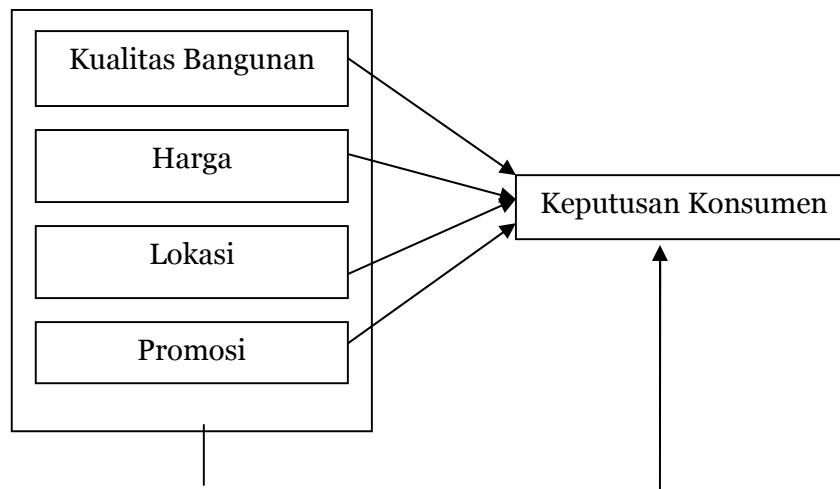 Kualitas Bangunan
Harga
Lokasi
Promosi
Keputusan Konsumen